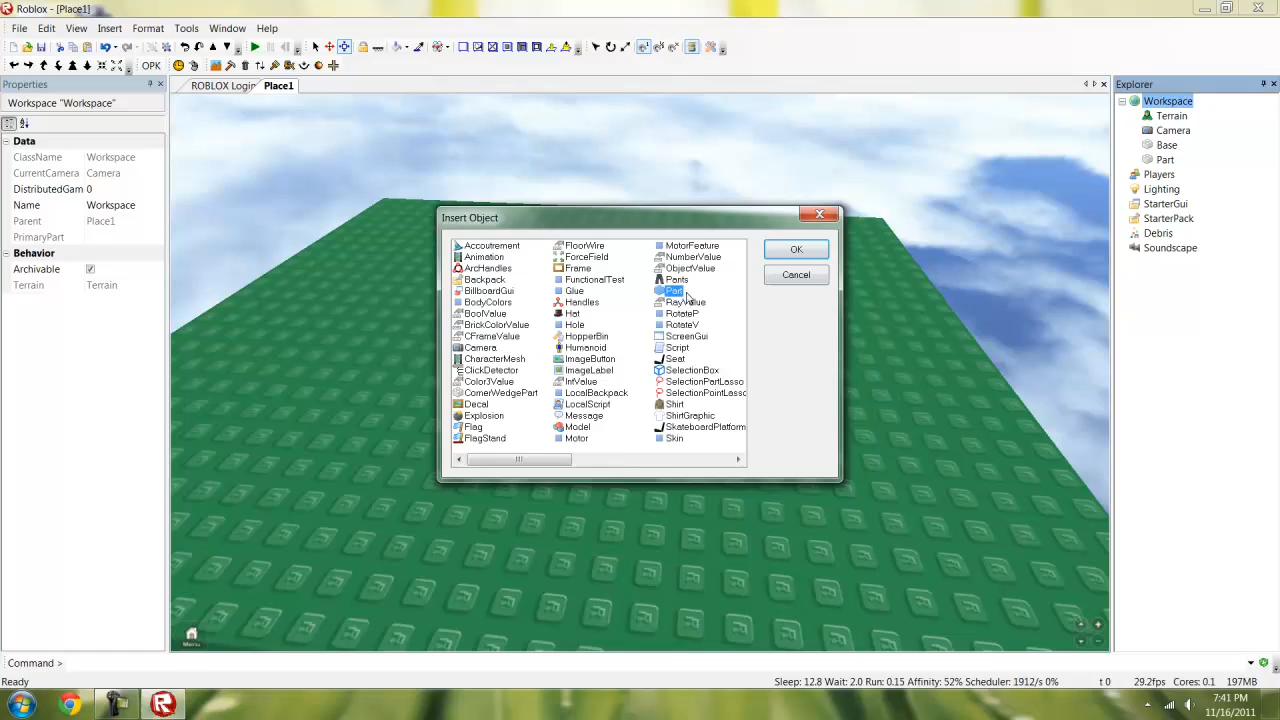 Roblox - [Place1]
File Edit View Insert Format Tools Window Help
OPK
Properties
Workspace "Workspace"
Data
ClassName Workspace
CurrentCamera Camera
DistributedGam 0
Name Workspace
Parent Place1
PrimaryPart
Behavior
Archivable
Terrain Terrain
ROBLOX Login Place1
Insert Object
Accoutrement FloorWire MotorFeature
Animation ForceField NumberValue
ArcHandles Frame ObjectValue
Backpack FunctionalTest Pants
BillboardGui Glue Part
BodyColors Handles RayValue
BoolValue Hat RotateP
BrickColorValue Hole RotateV
CFrameValue HopperBin ScreenGui
Camera Humanoid Script
CharacterMesh ImageButton Seat
ClickDetector ImageLabel SelectionBox
Color3Value IntValue SelectionPartLasso
CornerWedgePart LocalBackpack SelectionPointLasso
Decal LocalScript Shirt
Explosion Message ShirtGraphic
Flag Model SkateboardPlatform
FlagStand Motor Skin
OK
Cancel
Menu
Explorer
Workspace
Terrain
Camera
Base
Part
Players
Lighting
StarterGui
StarterPack
Debris
Soundscape
Command >
Ready Sleep: 12.8 Wait: 2.0 Run: 0.15 Affinity: 52% Scheduler: 1912/s 0% t 0 29.2fps Cores: 0.1 197MB
7:41 PM
11/16/2011